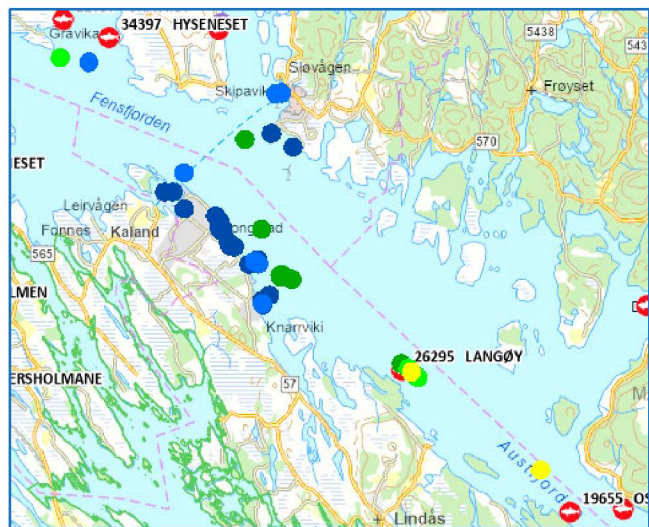 34397 HYSENESET
Gravika
5438
543
Sløvågen
Skipavik
Frøyset
Fensfjorden
570
ESET
Leirvågen
Fonnes
Kaland
565
LMEN
Knarrviki
26295 LANGØY
ERSHOLMANE
57
Austfjord
19655 OS
Lindås